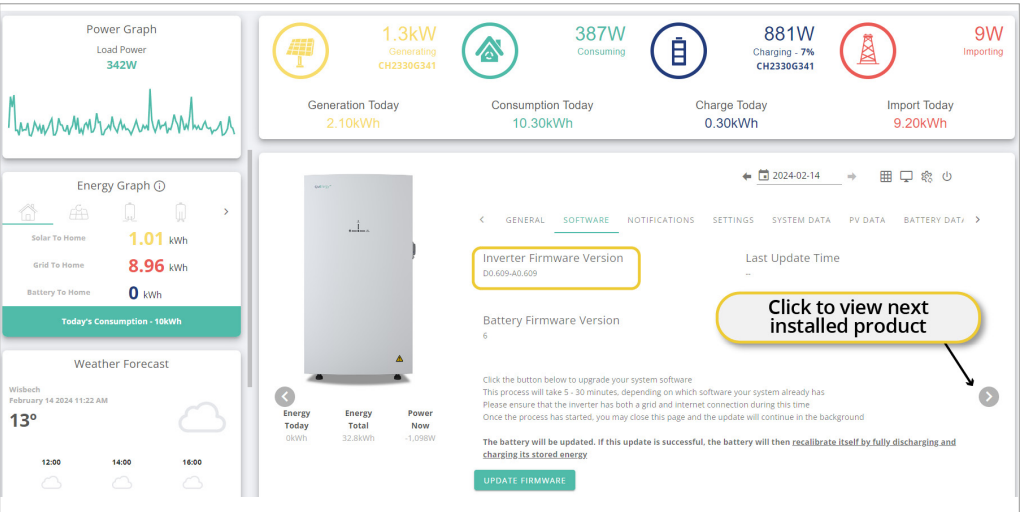 Power Graph
Load Power
342W
1.3kW
Generating
CH2330G341
387W
Consuming
881W
Charging - 7%
CH2330G341
9W
Importing
Generation Today
2.10kWh
Consumption Today
10.30kWh
Charge Today
0.30kWh
Import Today
9.20kWh
Energy Graph
Solar To Home 1.01 kWh
Grid To Home 8.96 kWh
Battery To Home 0 kWh
Today's Consumption - 10kWh
Weather Forecast
Wisbech
February 14 2024 11:22 AM
13°
12:00 14:00 16:00
Energy Today
0kWh
Energy Total
32.8kWh
Power Now
-1,098W
2024-02-14
GENERAL SOFTWARE NOTIFICATIONS SETTINGS SYSTEM DATA PV DATA BATTERY DAT
Inverter Firmware Version
D0.609-A0.609
Last Update Time
--
Battery Firmware Version
6
Click to view next
installed product
Click the button below to upgrade your system software
This process will take 5 - 30 minutes, depending on which software your system already has
Please ensure that the inverter has both a grid and internet connection during this time
Once the process has started, you may close this page and the update will continue in the background
The battery will be updated. If this update is successful, the battery will then recalibrate itself by fully discharging and
charging its stored energy
UPDATE FIRMWARE